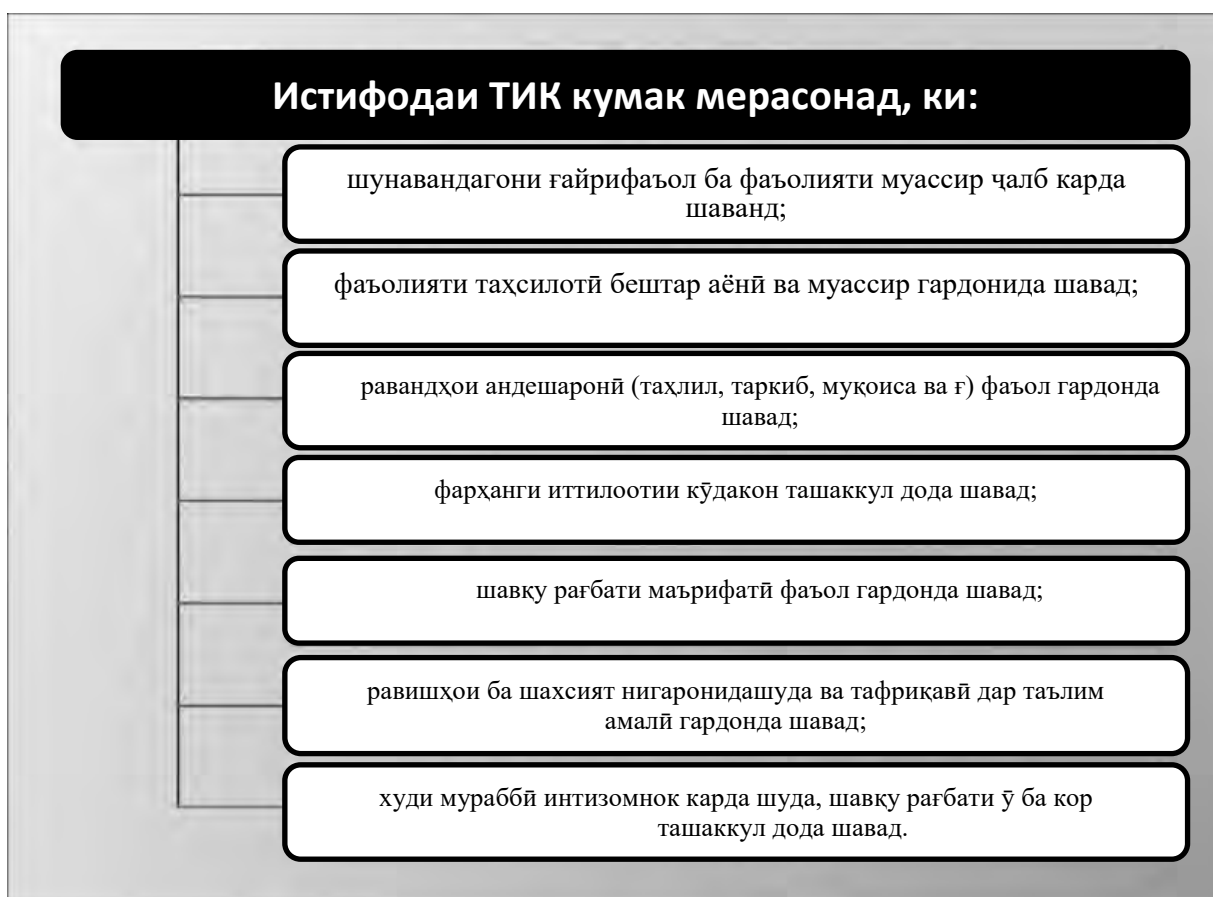 Истифодаи ТИК кумак мерасонад, ки:
шунавандагони ғайрифаъол ба фаъолияти муассир ҷалб карда
шаванд;
фаъолияти таҳсилотӣ бештар аёнӣ ва муассир гардонида шавад;
равандҳои андешаронӣ (таҳлил, таркиб, муқоиса ва ғ) фаъол гардонда
шавад;
фарҳанги иттилоотии кӯдакон ташаккул дода шавад;
шавқу рағбати маърифатӣ фаъол гардонда шавад;
равишҳои ба шахсият нигаронидашуда ва тафриқавӣ дар таълим
амалӣ гардонда шавад;
худи мураббӣ интизомнок карда шуда, шавқу рағбати ӯ ба кор
ташаккул дода шавад.